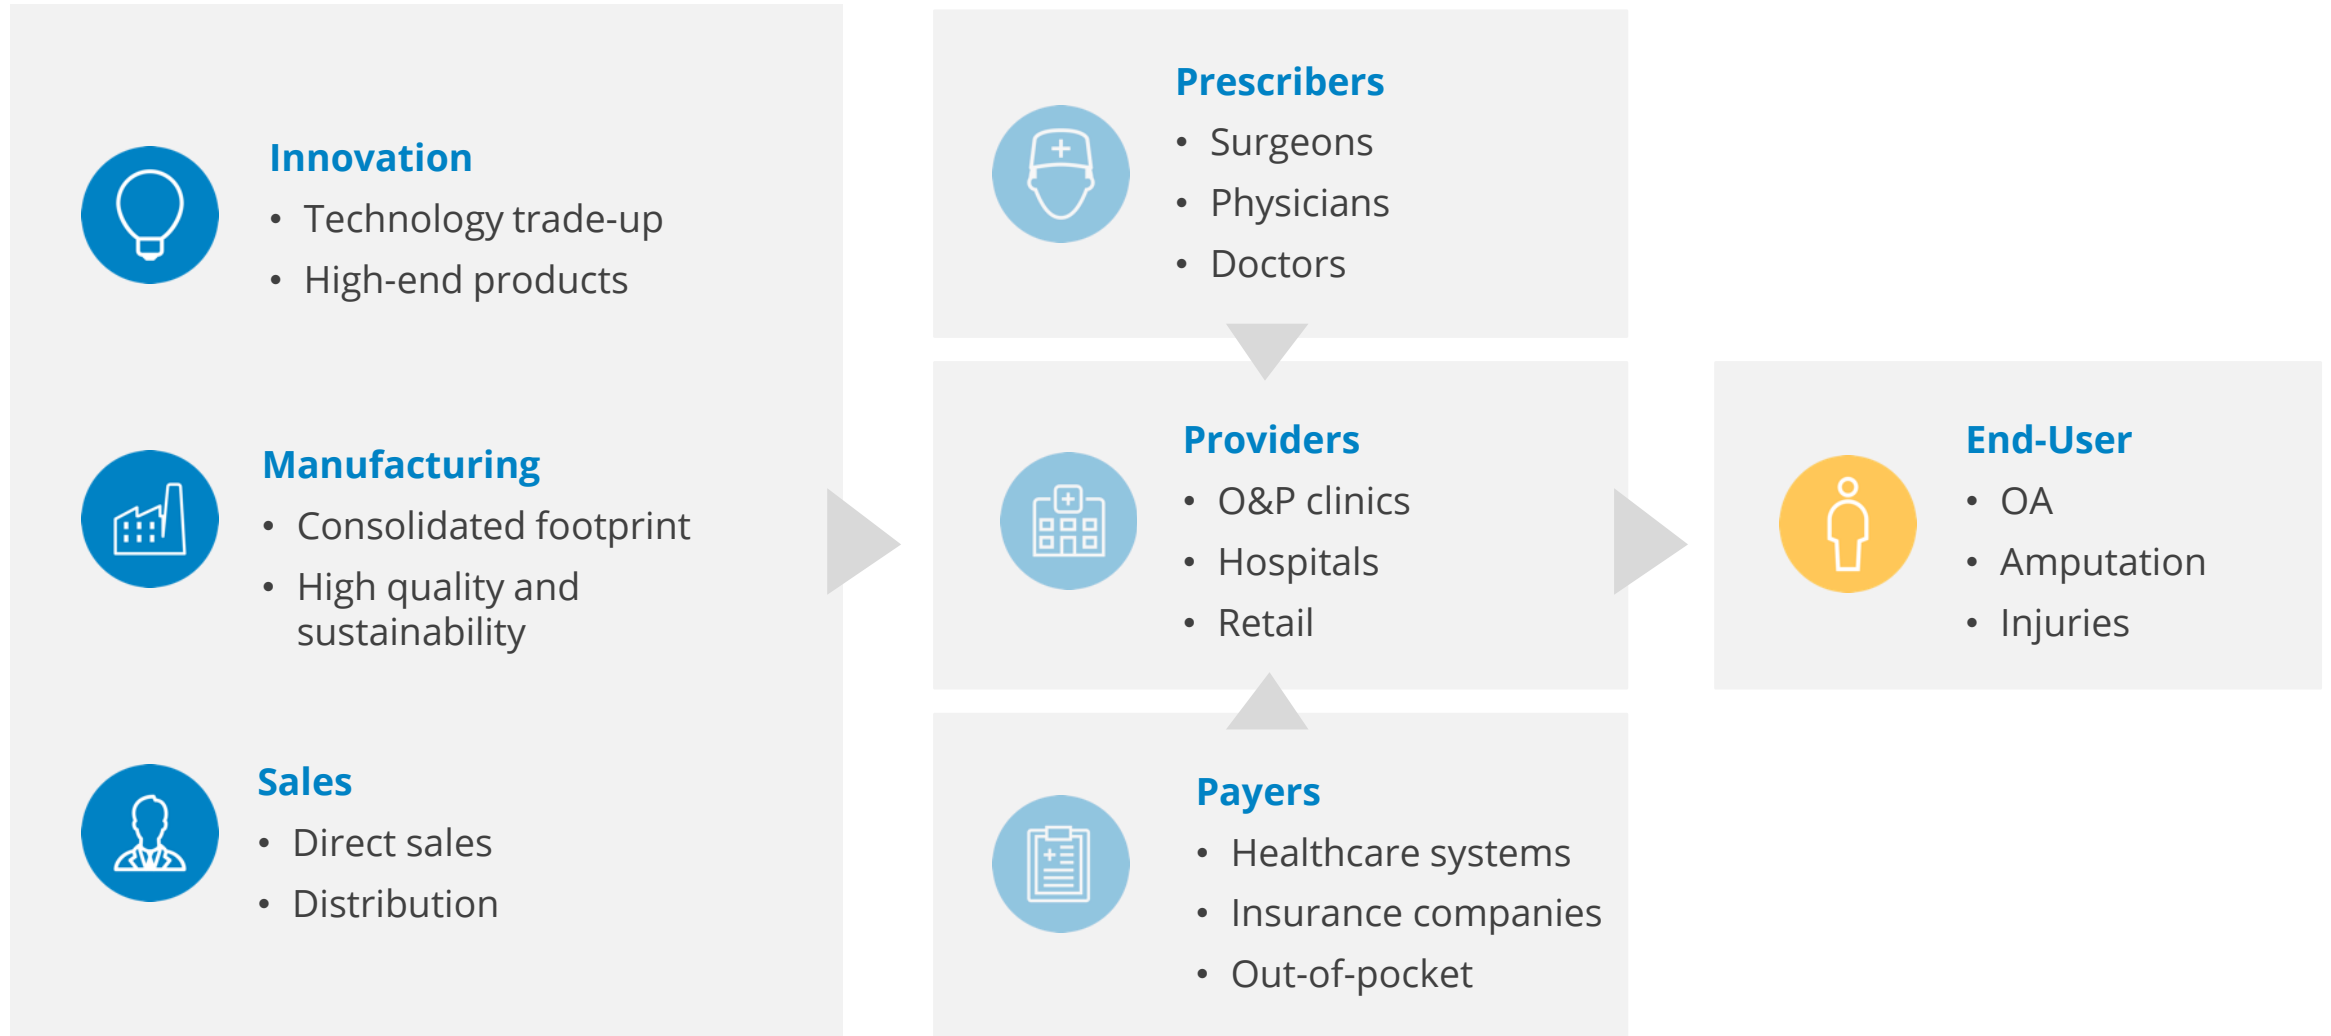 Innovation
• Technology trade-up
• High-end products
Manufacturing
• Consolidated footprint
• High quality and
sustainability
Sales
• Direct sales
• Distribution
Prescribers
• Surgeons
• Physicians
• Doctors
Providers
• O&P clinics
• Hospitals
• Retail
Payers
• Healthcare systems
• Insurance companies
• Out-of-pocket
End-User
• OA
• Amputation
• Injuries